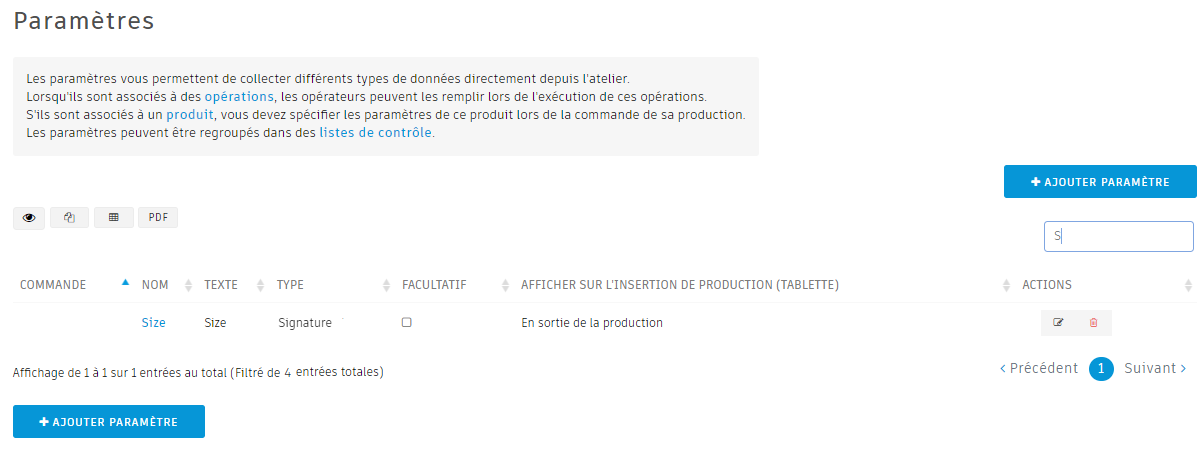 Paramètres
Les paramètres vous permettent de collecter différents types de données directement depuis l'atelier.
Lorsqu'ils sont associés à des opérations, les opérateurs peuvent les remplir lors de l'exécution de ces opérations.
S'ils sont associés à un produit, vous devez spécifier les paramètres de ce produit lors de la commande de sa production.
Les paramètres peuvent être regroupés dans des listes de contrôle.
AJOUTER PARAMÈTRE
PDF
S
COMMANDE NOM TEXTE TYPE FACULTATIF AFFICHER SUR L'INSERTION DE PRODUCTION (TABLETTE) ACTIONS
Size Size Signature En sortie de la production
Affichage de 1 à 1 sur 1 entrées au total (Filtré de 4 entrées totales)
< Précédent 1 Suivant >
AJOUTER PARAMÈTRE